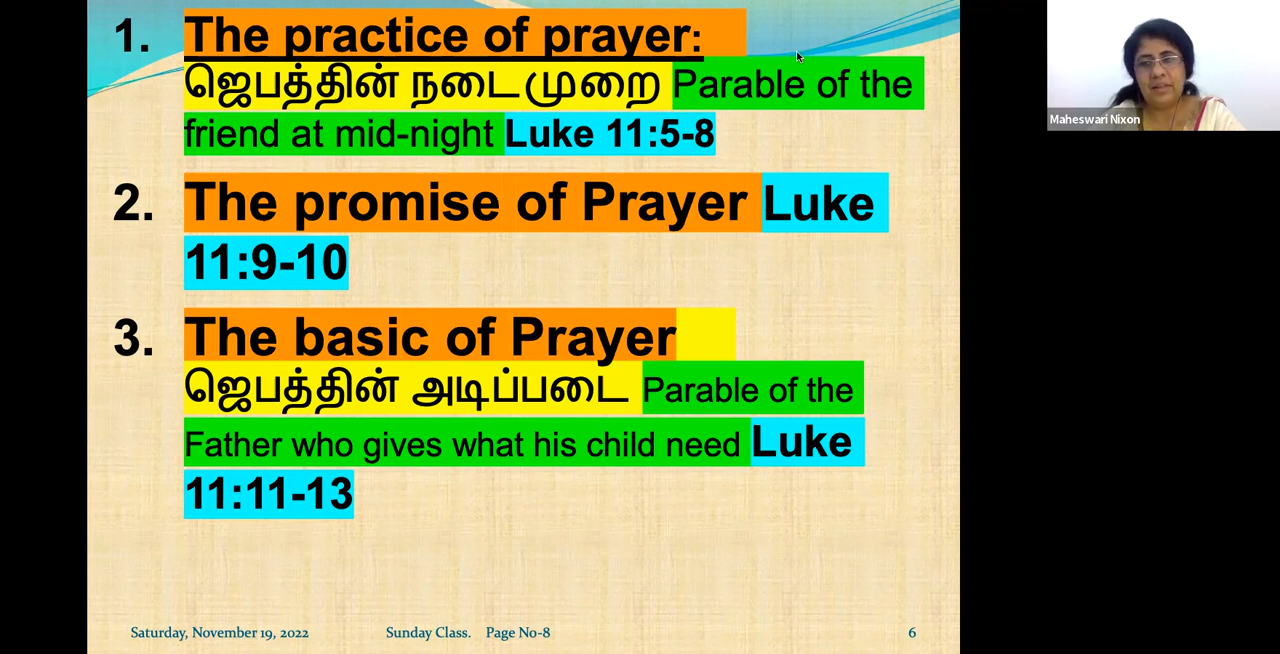 1. The practice of prayer:
ஜெபத்தின் நடைமுறை Parable of the
friend at mid-night Luke 11:5-8
2. The promise of Prayer Luke
11:9-10
3. The basic of Prayer
ஜெபத்தின் அடிப்படை Parable of the
Father who gives what his child need Luke
11:11-13
Saturday, November 19, 2022 Sunday Class. Page No-8 6
Maheswari Nixon